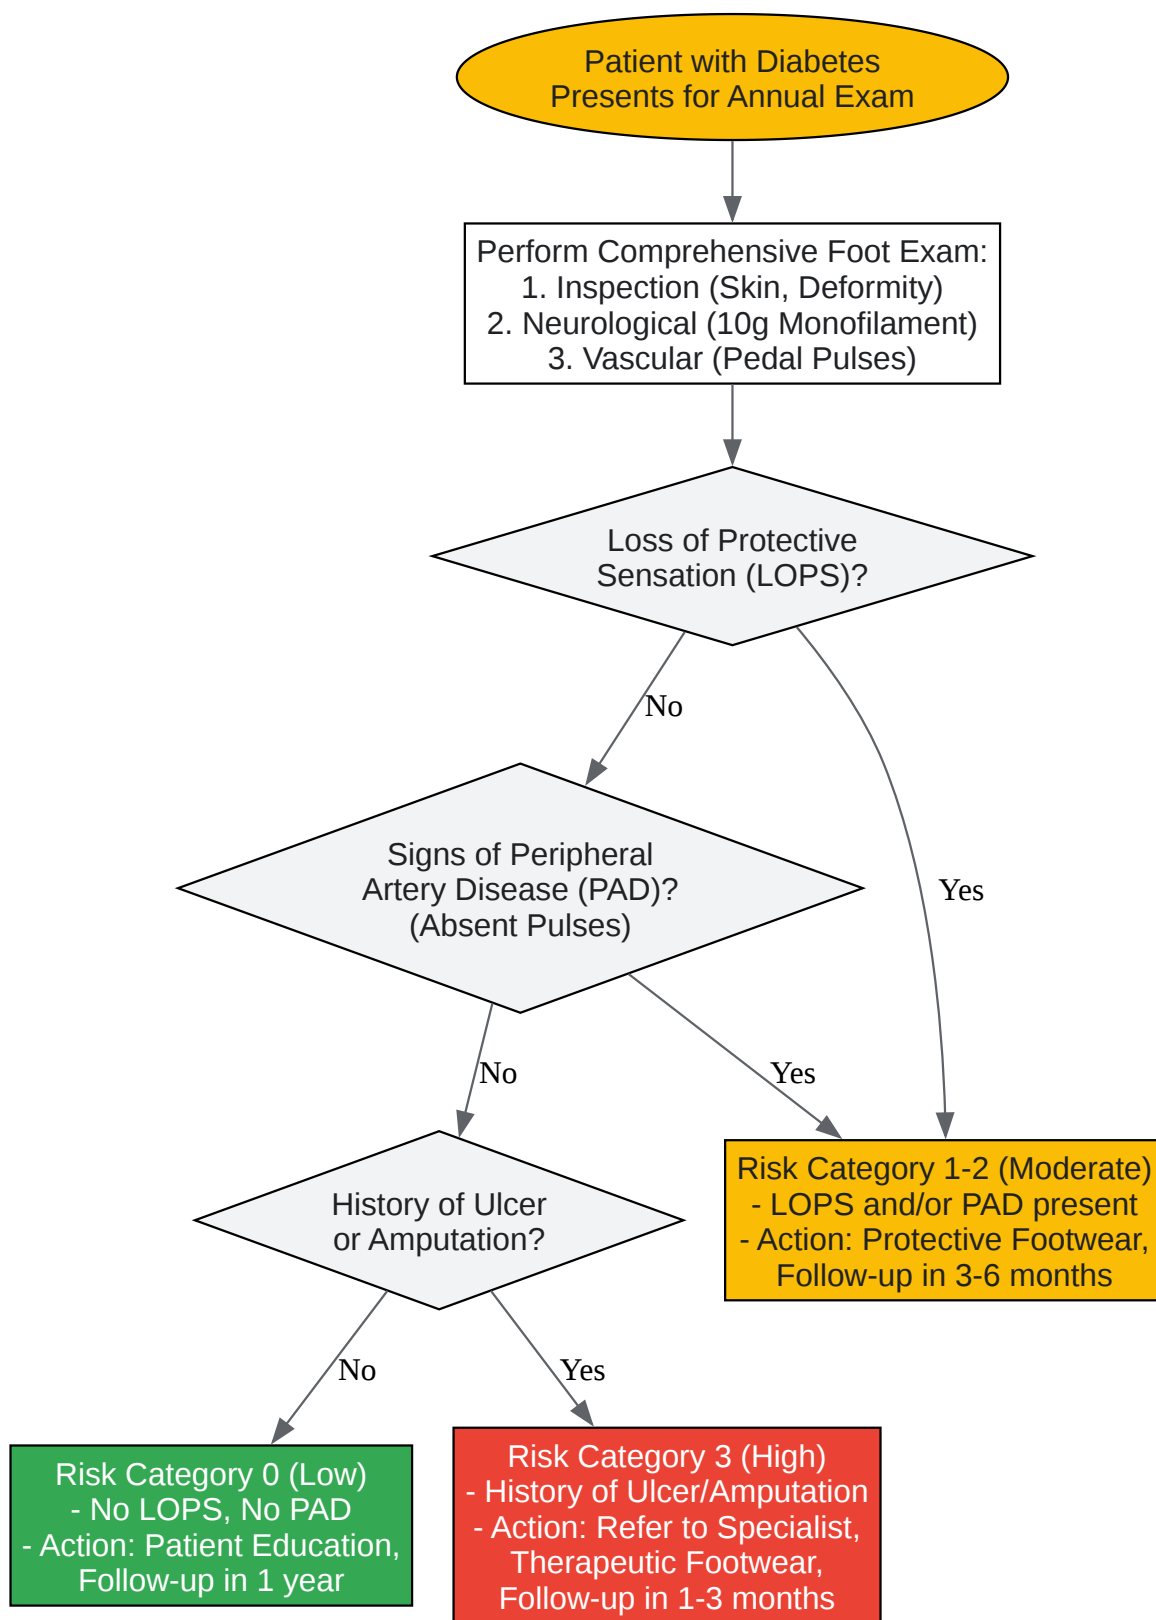 Patient with Diabetes
Presents for Annual Exam
Perform Comprehensive Foot Exam:
1. Inspection (Skin, Deformity)
2. Neurological (10g Monofilament)
3. Vascular (Pedal Pulses)
Loss of Protective
Sensation (LOPS)?
No
Yes
Signs of Peripheral
Artery Disease (PAD)?
(Absent Pulses)
No
Yes
History of Ulcer
or Amputation?
Risk Category 1-2 (Moderate)
- LOPS and/or PAD present
- Action: Protective Footwear,
Follow-up in 3-6 months
No
Yes
Risk Category 0 (Low)
- No LOPS, No PAD
- Action: Patient Education,
Follow-up in 1 year
Risk Category 3 (High)
- History of Ulcer/Amputation
- Action: Refer to Specialist,
Therapeutic Footwear,
Follow-up in 1-3 months